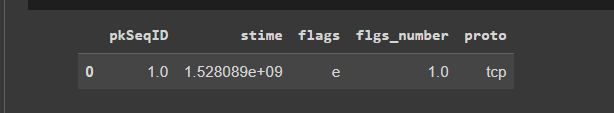 pkSeqID stime flags flgs_number proto
0 1.0 1.528089e+09 e 1.0 tcp